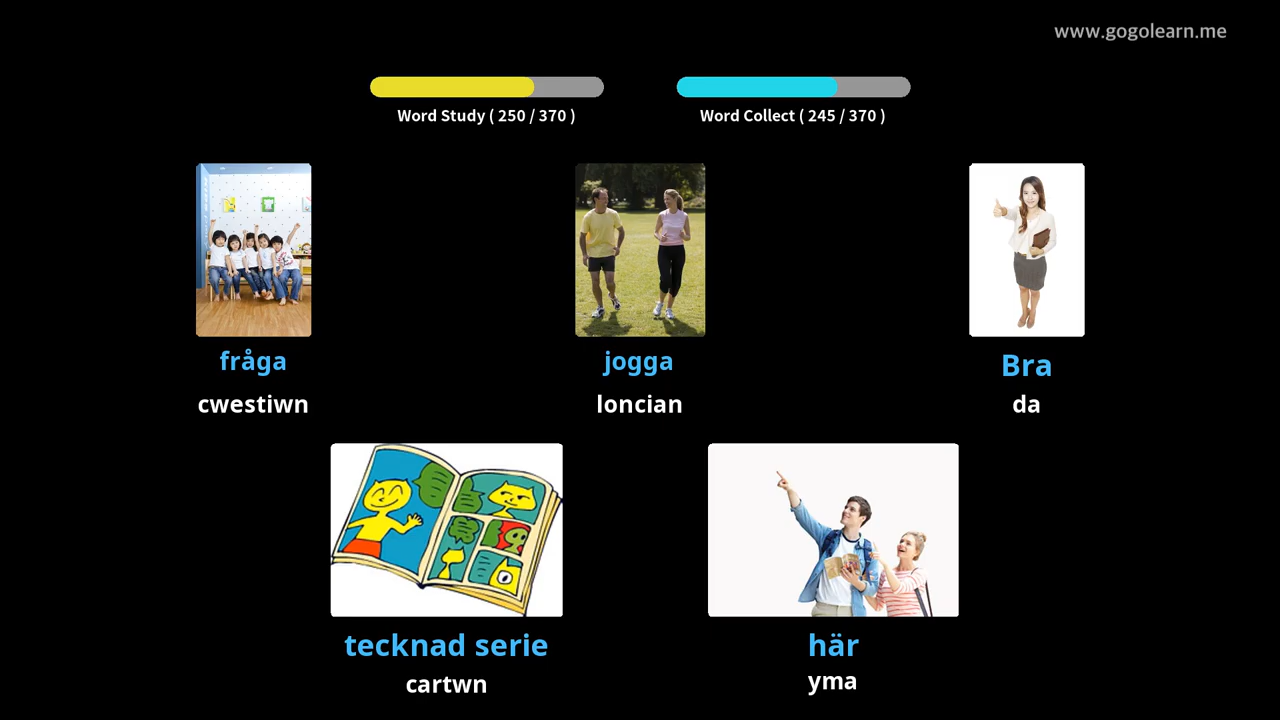 www.gogolearn.me
Word Study ( 250 / 370 )
Word Collect ( 245 / 370 )
fråga
cwestiwn
jogga
loncian
Bra
da
tecknad serie
cartwn
här
yma